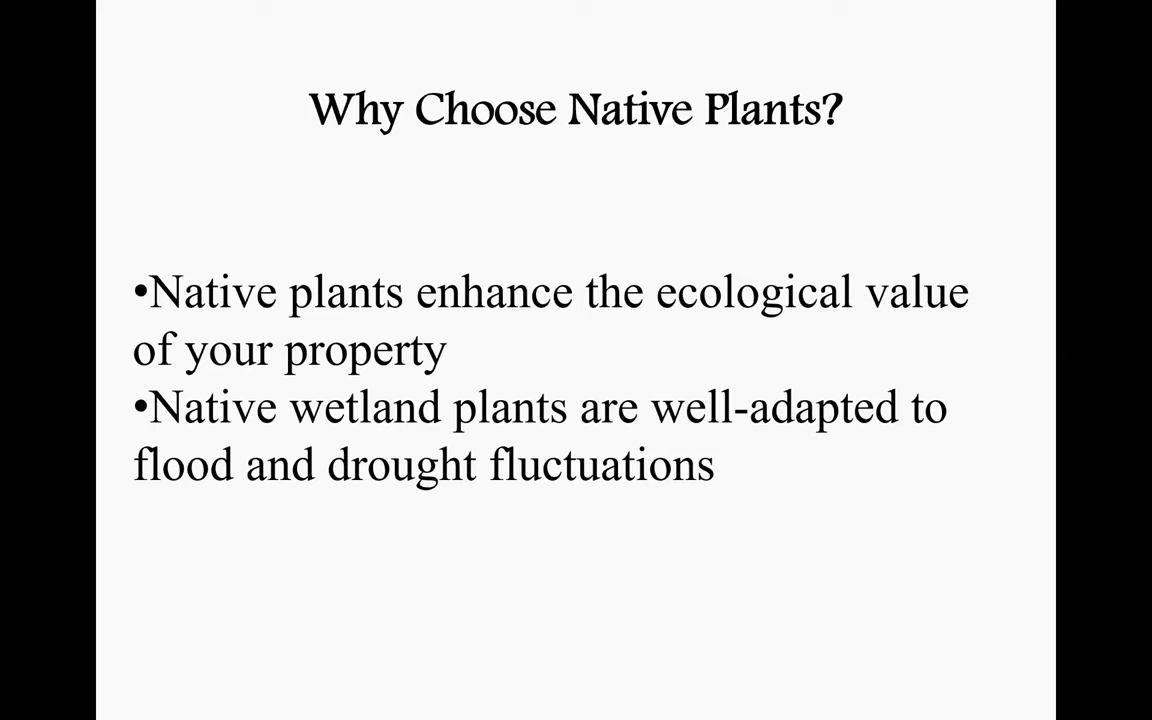 Why Choose Native Plants?
•Native plants enhance the ecological value
of your property
•Native wetland plants are well-adapted to
flood and drought fluctuations